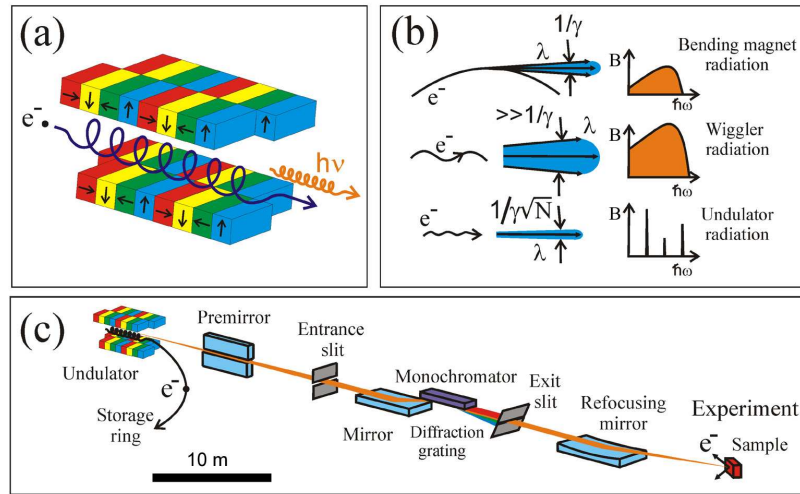 (a)
e⁻
hν
(b)
1/γ
λ
e⁻
B
ħω
Bending magnet
radiation
>>1/γ
λ
e⁻
B
ħω
Wiggler
radiation
1/γ√N
λ
e⁻
B
ħω
Undulator
radiation
(c)
Undulator
e⁻
Storage
ring
Premirror
Entrance
slit
Mirror
Monochromator
Diffraction
grating
Exit
slit
Refocusing
mirror
Experiment
e⁻
Sample
10 m